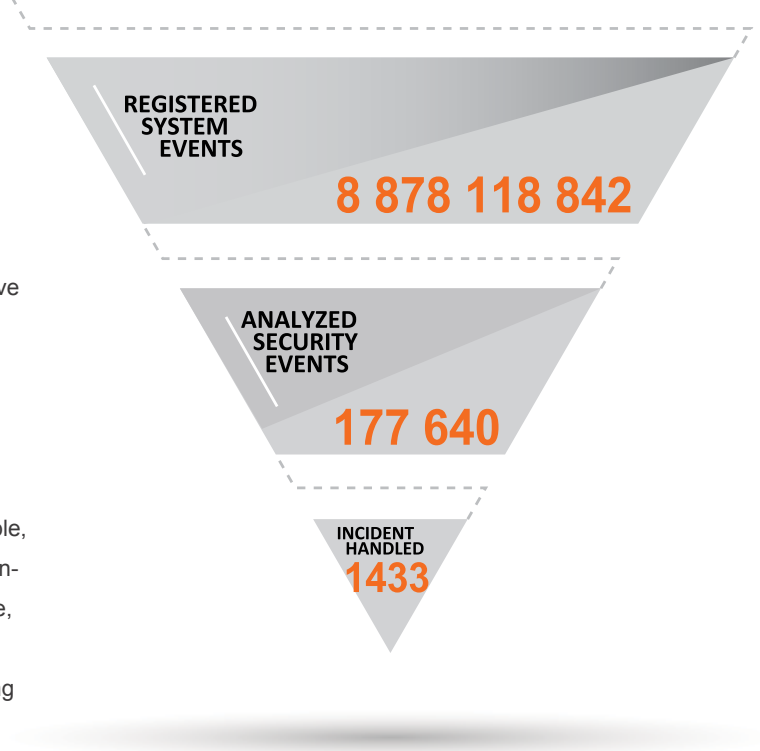 REGISTERED
SYSTEM
EVENTS
8 878 118 842
ANALYZED
SECURITY
EVENTS
177 640
INCIDENT
HANDLED
1433